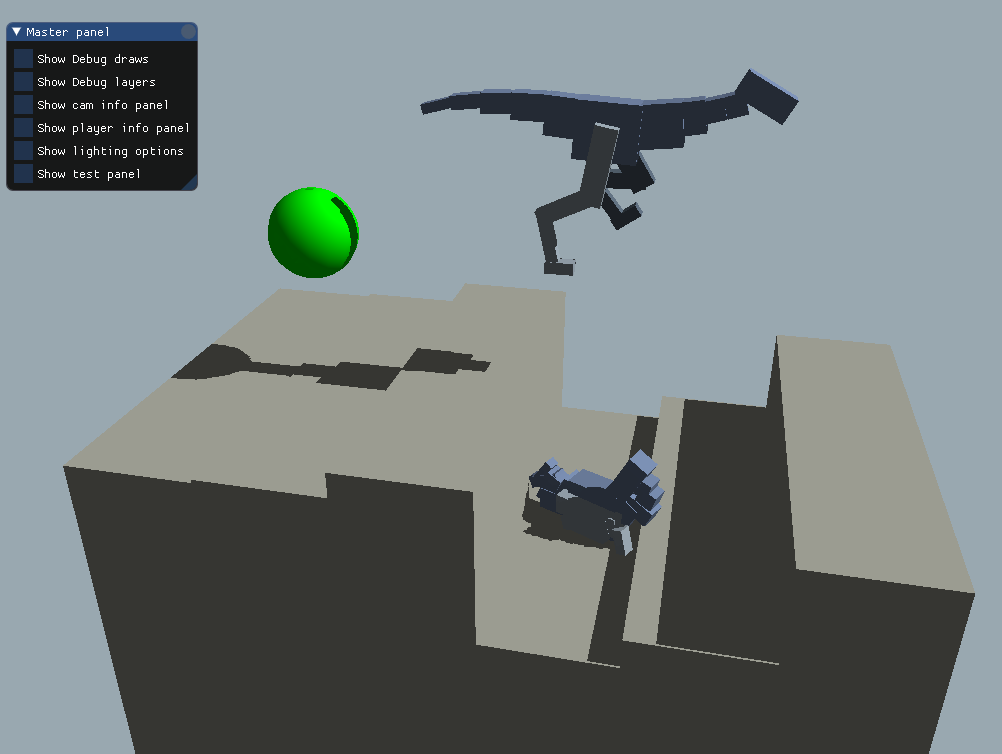 Master panel
Show Debug draws
Show Debug layers
Show cam info panel
Show player info panel
Show lighting options
Show test panel